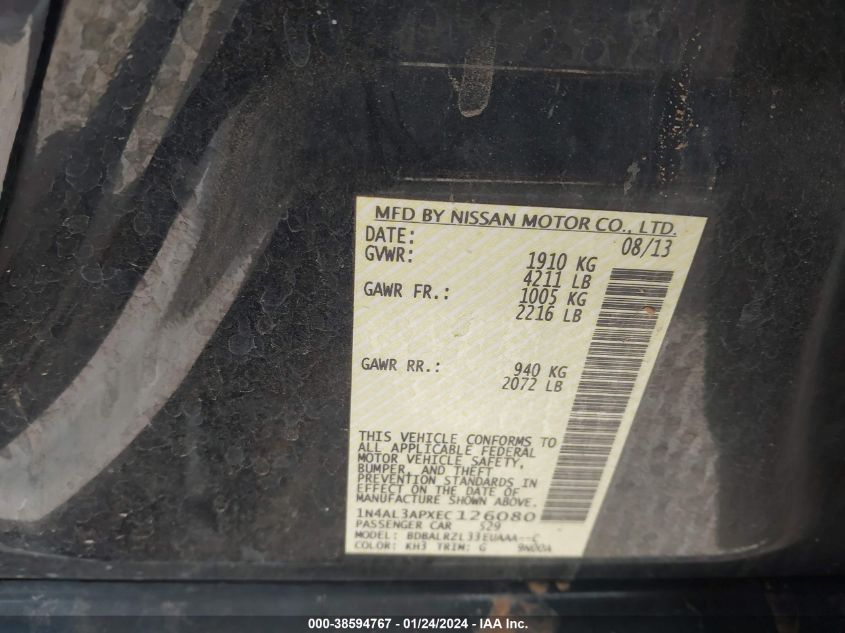 MFD BY NISSAN MOTOR CO., LTD.
DATE: 08/13
GVWR: 1910 KG
4211 LB
GAWR FR.: 1005 KG
2216 LB
GAWR RR.: 940 KG
2072 LB
THIS VEHICLE CONFORMS TO
ALL APPLICABLE FEDERAL
MOTOR VEHICLE SAFETY,
BUMPER, AND THEFT
PREVENTION STANDARDS IN
EFFECT ON THE DATE OF
MANUFACTURE SHOWN ABOVE.
1N4AL3APXEC126080
PASSENGER CAR 529
MODEL: BDBALRZL33EUAAA--C
COLOR: KH3 TRIM: G 9N00A
000-38594767 - 01/24/2024 - IAA Inc.